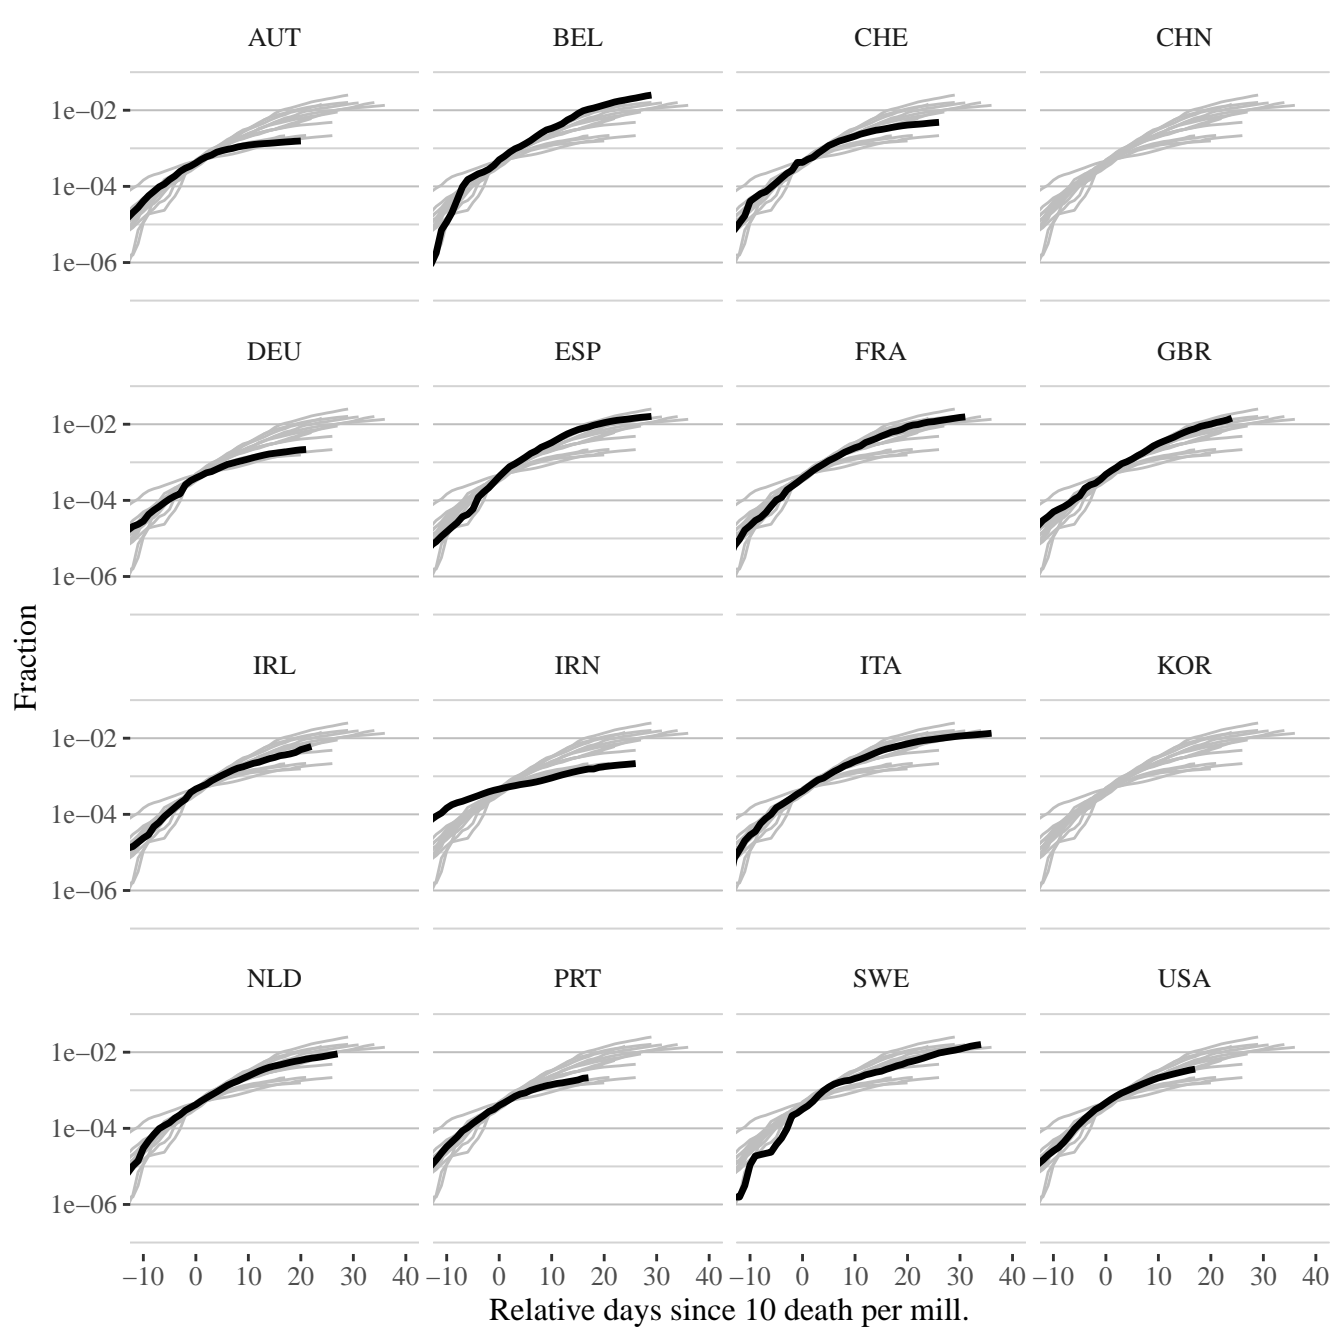 AUT BEL CHE CHN
1e−02
1e−04
1e−06
DEU ESP FRA GBR
1e−02
1e−04
1e−06
Fraction
IRL IRN ITA KOR
1e−02
1e−04
1e−06
NLD PRT SWE USA
1e−02
1e−04
1e−06
−10 0 10 20 30 40 −10 0 10 20 30 40 −10 0 10 20 30 40 −10 0 10 20 30 40
Relative days since 10 death per mill.